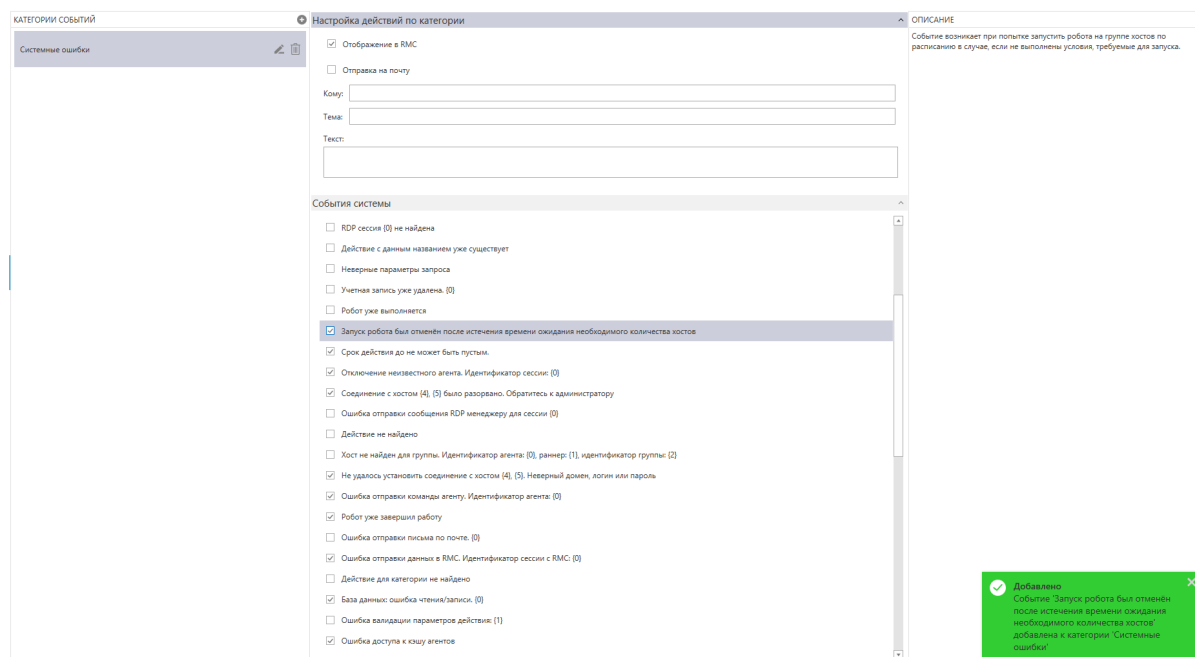 КАТЕГОРИИ СОБЫТИЙ
Системные ошибки
Настройка действий по категории
Отображение в RMC
Отправка на почту
Кому:
Тема:
Текст:
События системы
RDP сессия {0} не найдена
Действие с данным названием уже существует
Неверные параметры запроса
Учетная запись уже удалена. {0}
Робот уже выполняется
Запуск робота был отменён после истечения времени ожидания необходимого количества хостов
Срок действия до не может быть пустым.
Отключение неизвестного агента. Идентификатор сессии: {0}
Соединение с хостом {4}, {5} было разорвано. Обратитесь к администратору
Ошибка отправки сообщения RDP менеджеру для сессии {0}
Действие не найдено
Хост не найден для группы. Идентификатор агента: {0}, раннер: {1}, идентификатор группы: {2}
Не удалось установить соединение с хостом {4}, {5}. Неверный домен, логин или пароль
Ошибка отправки команды агенту. Идентификатор агента: {0}
Робот уже завершил работу
Ошибка отправки письма по почте. {0}
Ошибка отправки данных в RMC. Идентификатор сессии с RMC: {0}
Действие для категории не найдено
База данных: ошибка чтения/записи. {0}
Ошибка валидации параметров действия: {1}
Ошибка доступа к кэшу агентов
ОПИСАНИЕ
Событие возникает при попытке запустить робота на группе хостов по
расписанию в случае, если не выполнены условия, требуемые для запуска.
Добавлено
Событие 'Запуск робота был отменён
после истечения времени ожидания
необходимого количества хостов'
добавлена к категории 'Системные
ошибки'